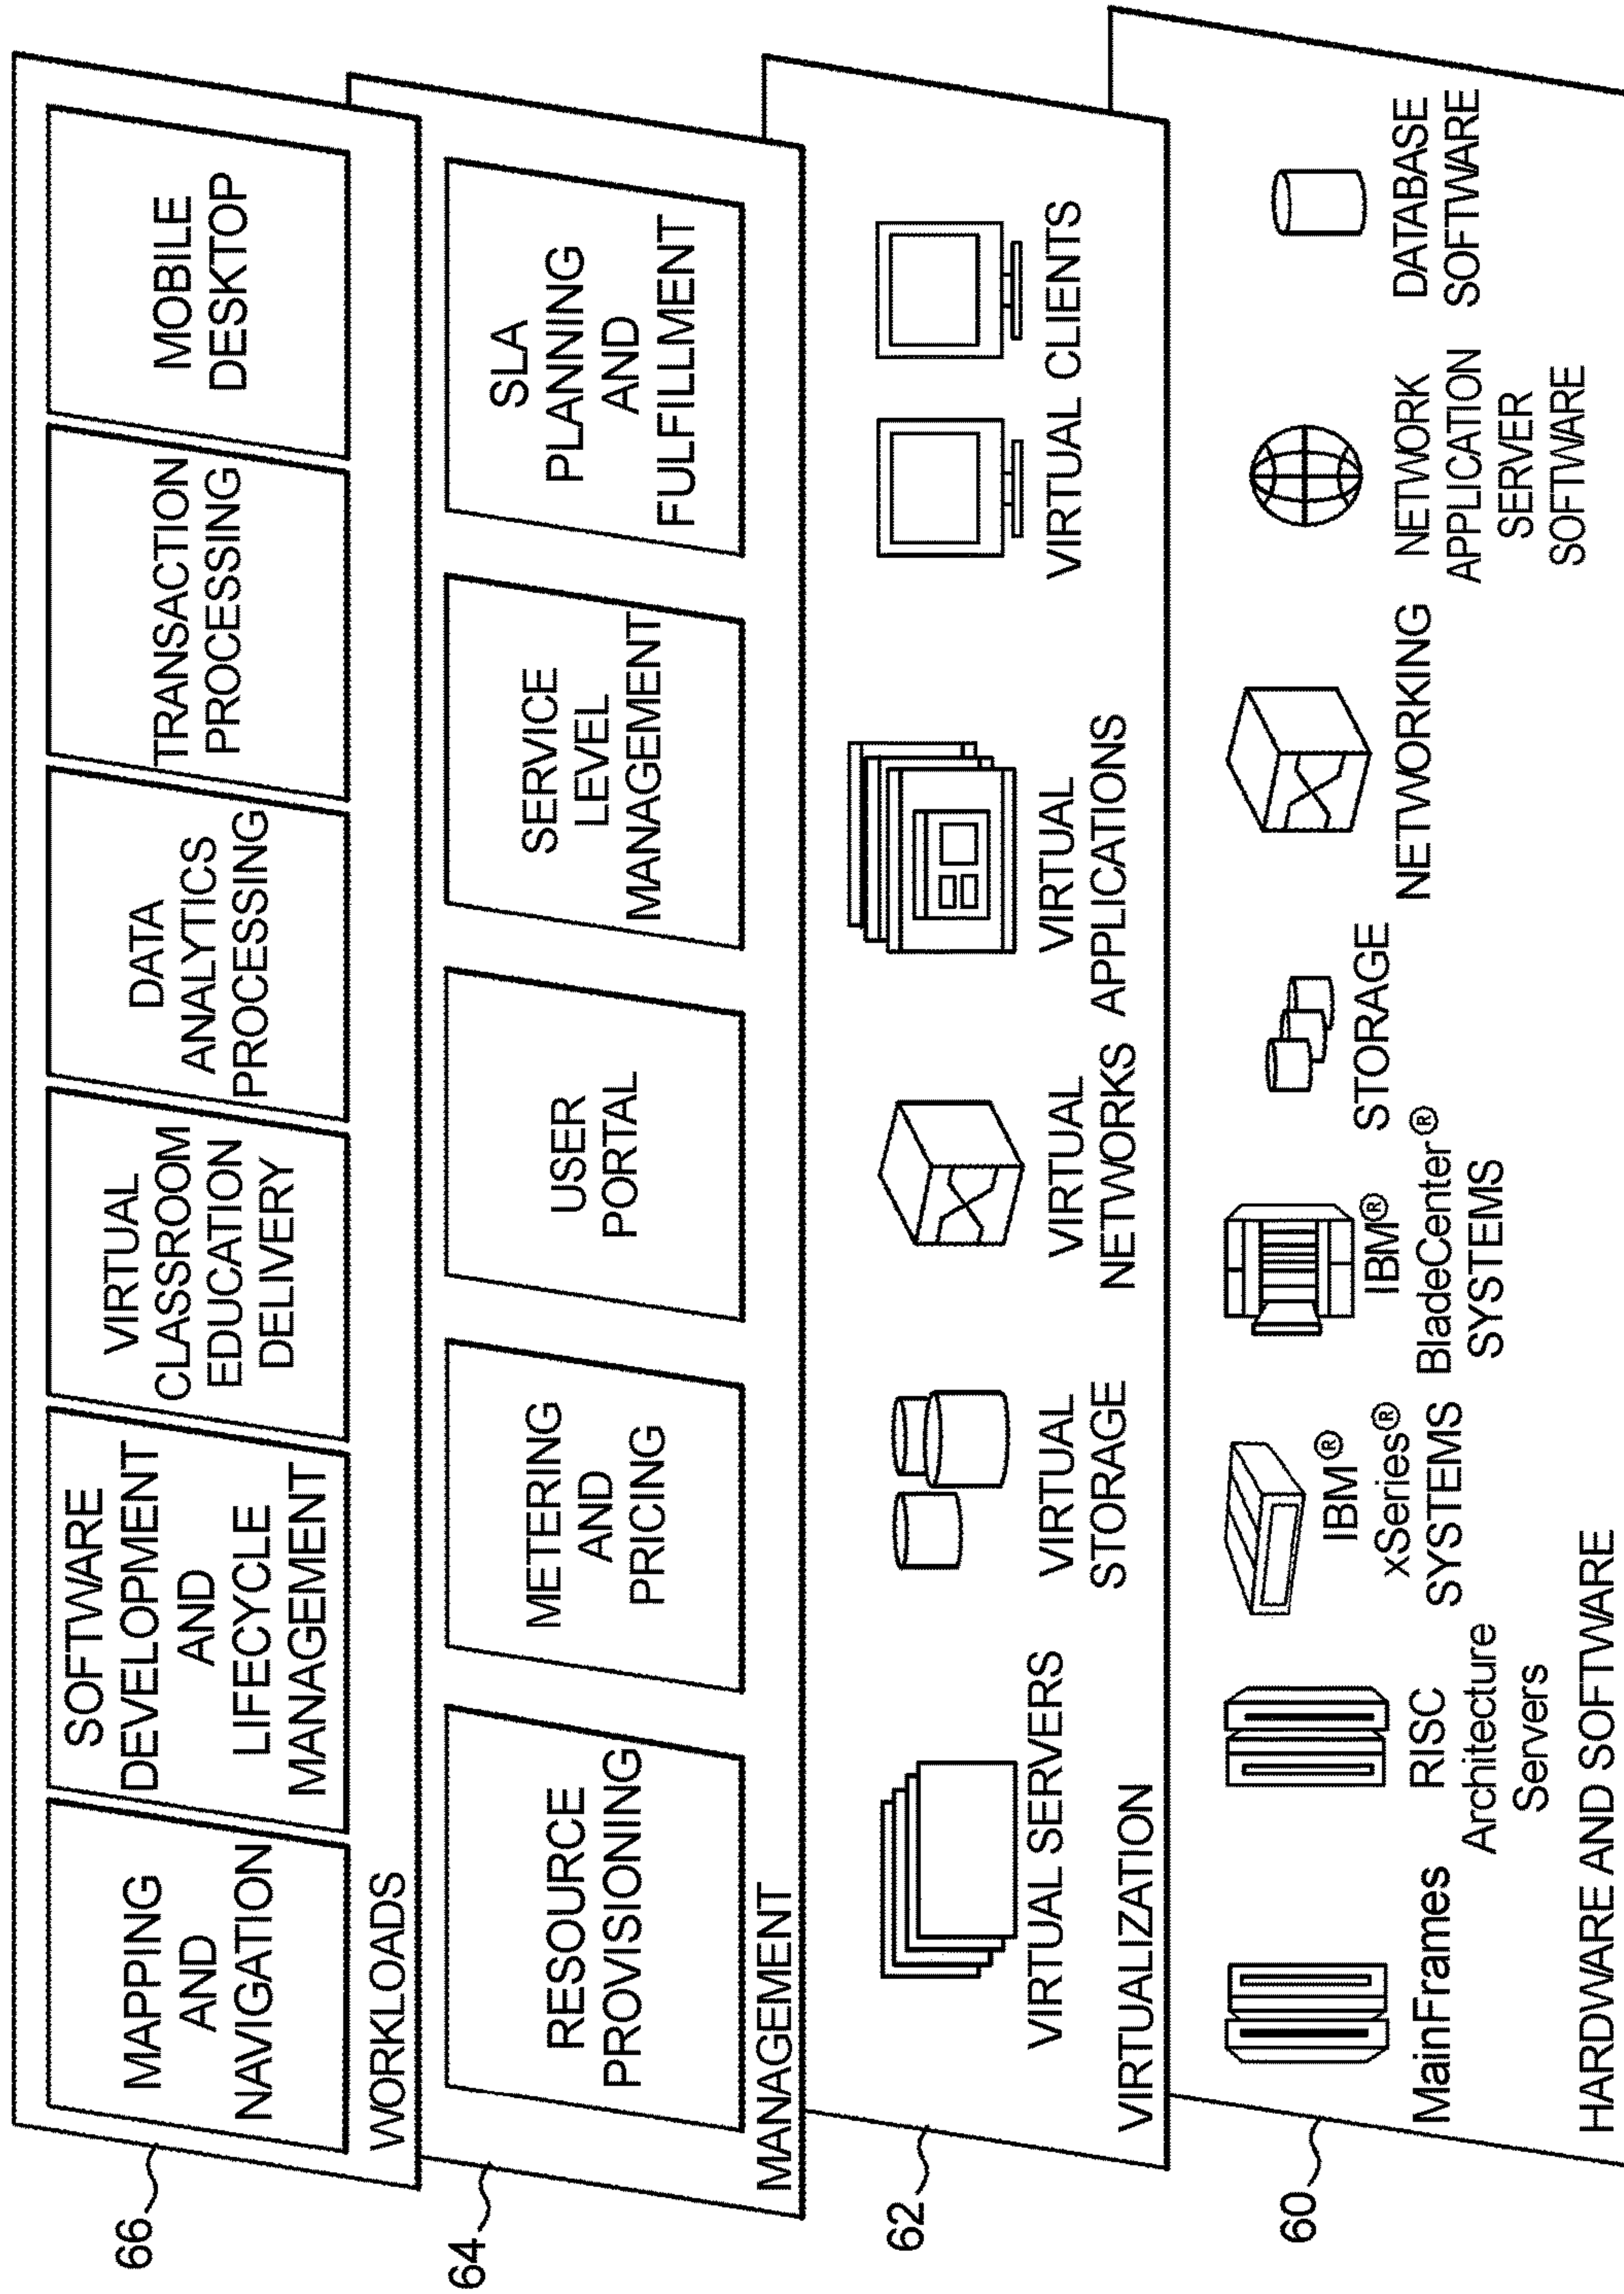 66
MAPPING
AND
NAVIGATION
SOFTWARE
DEVELOPMENT
AND
LIFECYCLE
MANAGEMENT
VIRTUAL
CLASSROOM
EDUCATION
DELIVERY
DATA
ANALYTICS
PROCESSING
TRANSACTION
PROCESSING
MOBILE
DESKTOP
WORKLOADS
64
RESOURCE
PROVISIONING
METERING
AND
PRICING
USER
PORTAL
SERVICE
LEVEL
MANAGEMENT
SLA
PLANNING
AND
FULFILLMENT
MANAGEMENT
62
VIRTUAL SERVERS
VIRTUAL
STORAGE
VIRTUAL
NETWORKS
VIRTUAL
APPLICATIONS
VIRTUAL CLIENTS
VIRTUALIZATION
60
MainFrames
RISC
Architecture
Servers
IBM®
xSeries®
SYSTEMS
IBM®
BladeCenter®
SYSTEMS
STORAGE
NETWORKING
NETWORK
APPLICATION
SERVER
SOFTWARE
DATABASE
SOFTWARE
HARDWARE AND SOFTWARE